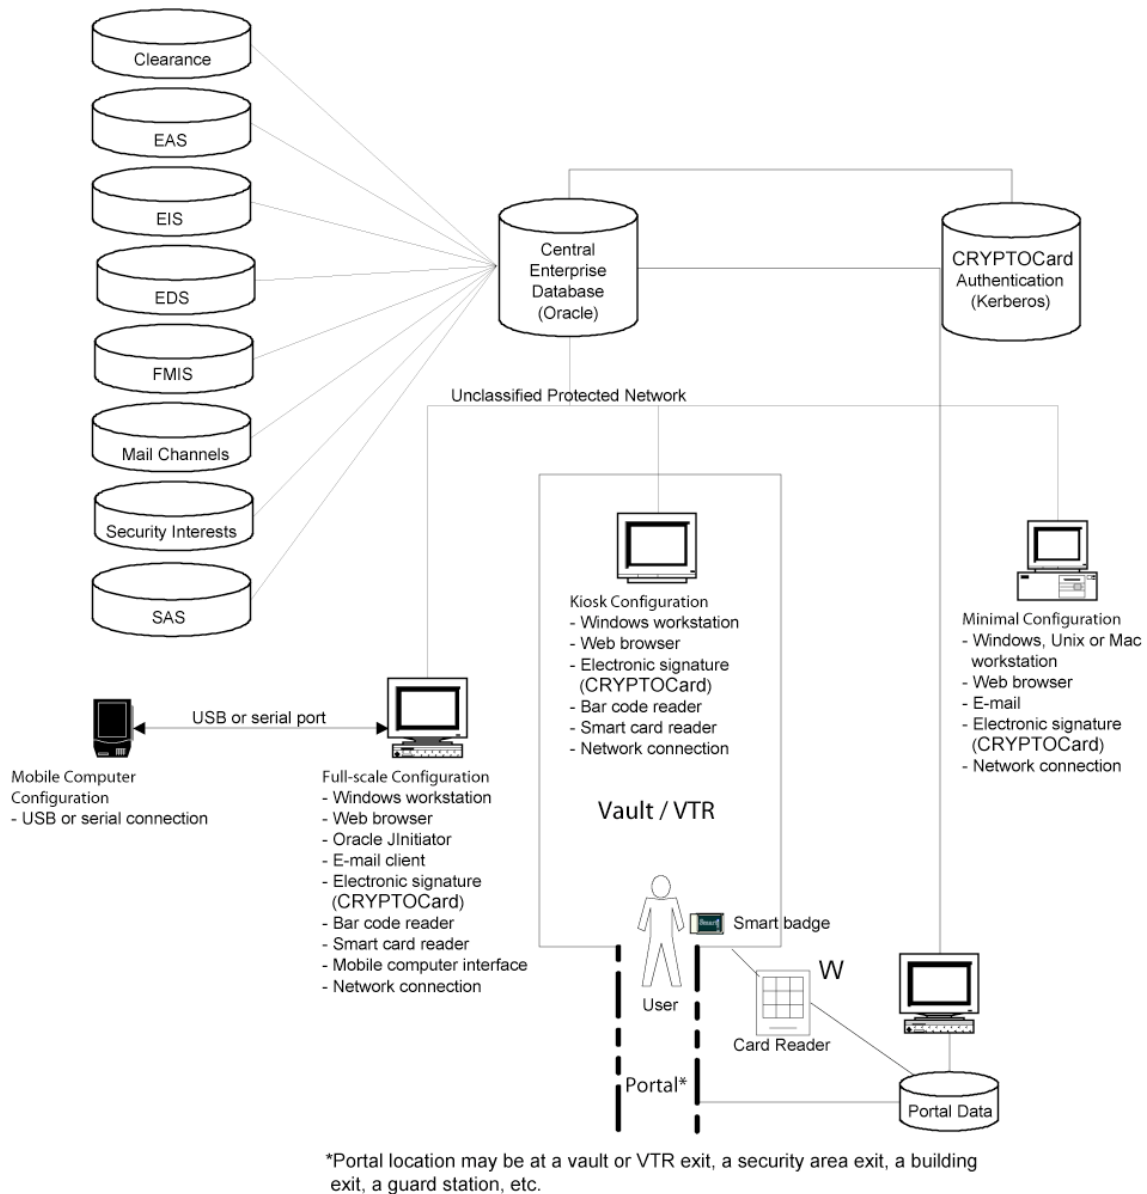 Clearance
EAS
EIS
EDS
FMIS
Mail Channels
Security Interests
SAS
Central
Enterprise
Database
(Oracle)
CRYPTOCard
Authentication
(Kerberos)
Unclassified Protected Network
Kiosk Configuration
- Windows workstation
- Web browser
- Electronic signature
(CRYPTOCard)
- Bar code reader
- Smart card reader
- Network connection
Minimal Configuration
- Windows, Unix or Mac
workstation
- Web browser
- E-mail
- Electronic signature
(CRYPTOCard)
- Network connection
USB or serial port
Mobile Computer
Configuration
- USB or serial connection
Full-scale Configuration
- Windows workstation
- Web browser
- Oracle JInitiator
- E-mail client
- Electronic signature
(CRYPTOCard)
- Bar code reader
- Smart card reader
- Mobile computer interface
- Network connection
Vault / VTR
Smart badge
User
W
Card Reader
Portal*
Portal Data
*Portal location may be at a vault or VTR exit, a security area exit, a building
exit, a guard station, etc.